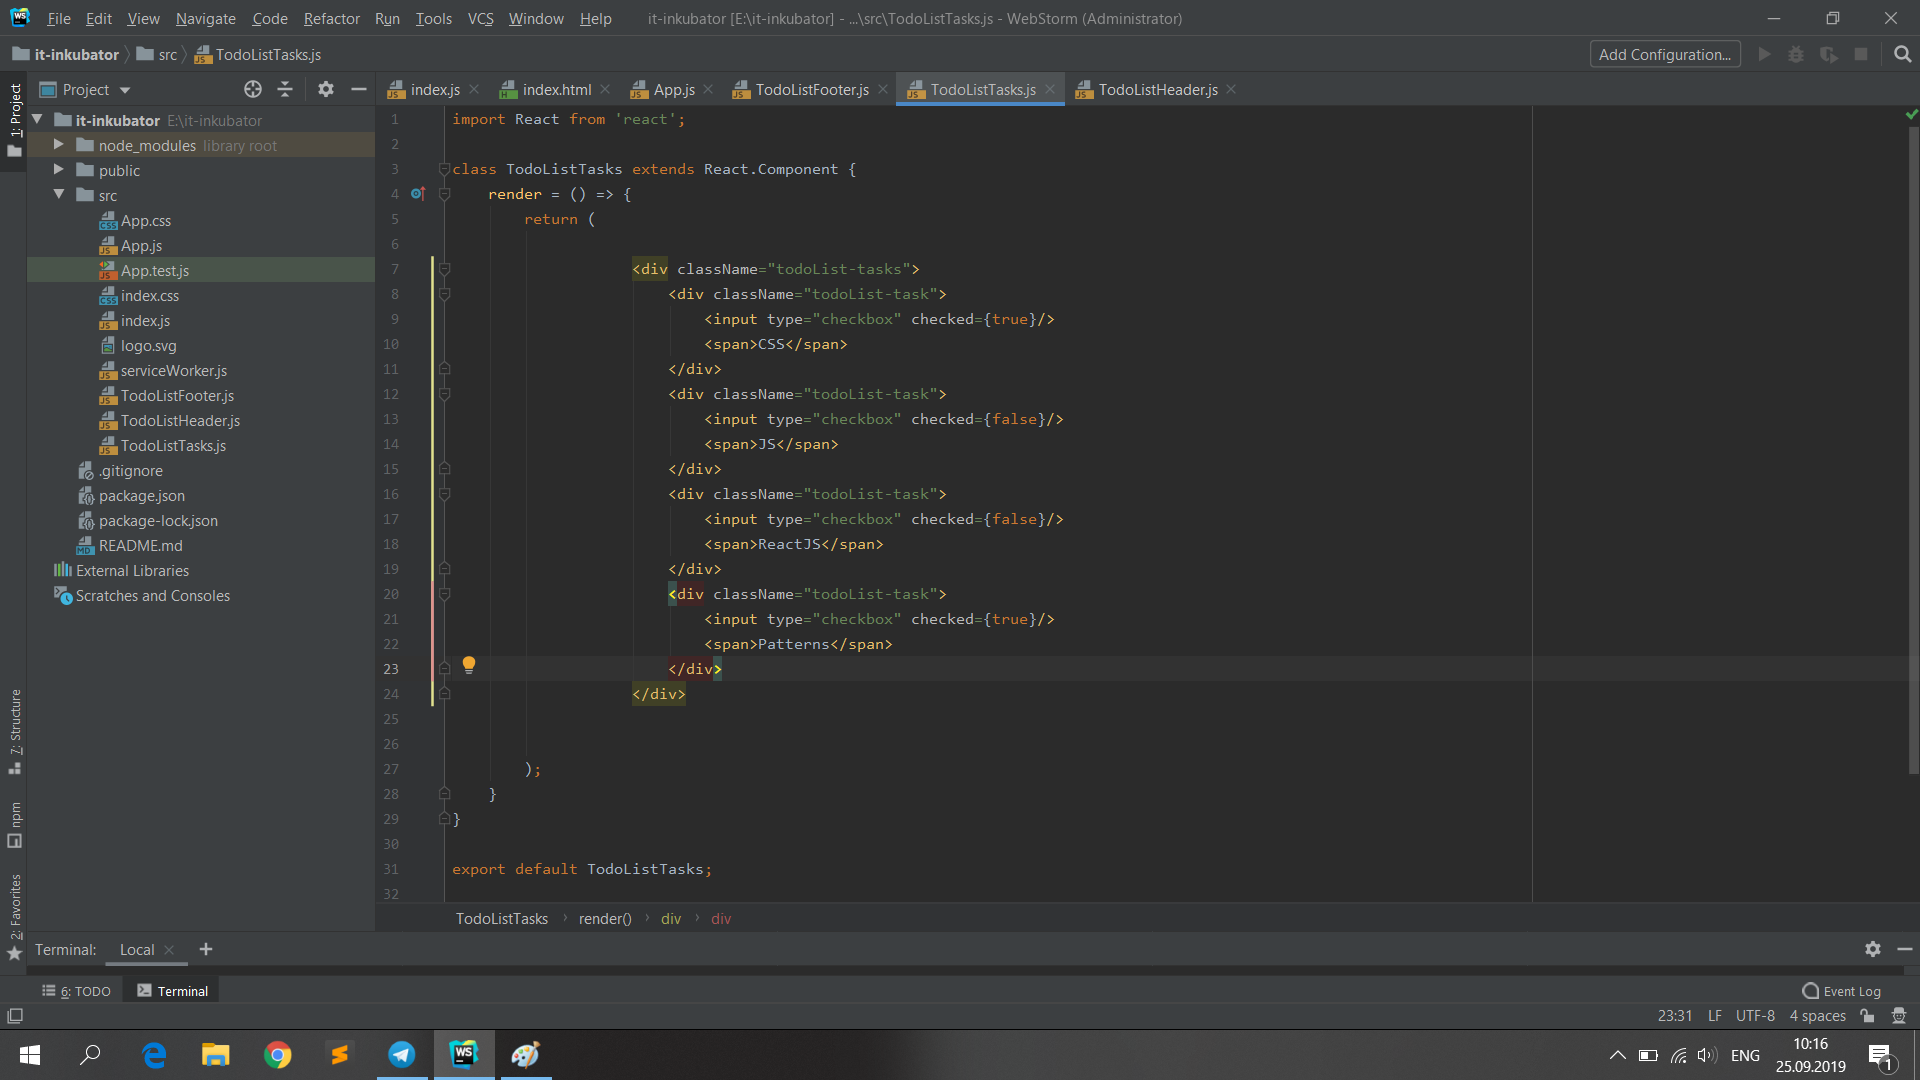 File Edit View Navigate Code Refactor Run Tools VCS Window Help it-inkubator [E:\it-inkubator] - ...\src\TodoListTasks.js - WebStorm (Administrator)
it-inkubator src TodoListTasks.js Add Configuration...
Project index.js index.html App.js TodoListFooter.js TodoListTasks.js TodoListHeader.js
1: Project
it-inkubator E:\it-inkubator
node_modules library root
public
src
App.css
App.js
App.test.js
index.css
index.js
logo.svg
serviceWorker.js
TodoListFooter.js
TodoListHeader.js
TodoListTasks.js
.gitignore
package.json
package-lock.json
README.md
External Libraries
Scratches and Consoles
7: Structure
npm
2: Favorites
1 import React from 'react';
2
3 class TodoListTasks extends React.Component {
4 render = () => {
5 return (
6
7 <div className="todoList-tasks">
8 <div className="todoList-task">
9 <input type="checkbox" checked={true}/>
10 <span>CSS</span>
11 </div>
12 <div className="todoList-task">
13 <input type="checkbox" checked={false}/>
14 <span>JS</span>
15 </div>
16 <div className="todoList-task">
17 <input type="checkbox" checked={false}/>
18 <span>ReactJS</span>
19 </div>
20 <div className="todoList-task">
21 <input type="checkbox" checked={true}/>
22 <span>Patterns</span>
23 </div>
24 </div>
25
26
27 );
28 }
29 }
30
31 export default TodoListTasks;
32
TodoListTasks render() div div
Terminal: Local
6: TODO Terminal Event Log
23:31 LF UTF-8 4 spaces
ENG 10:16
25.09.2019 1